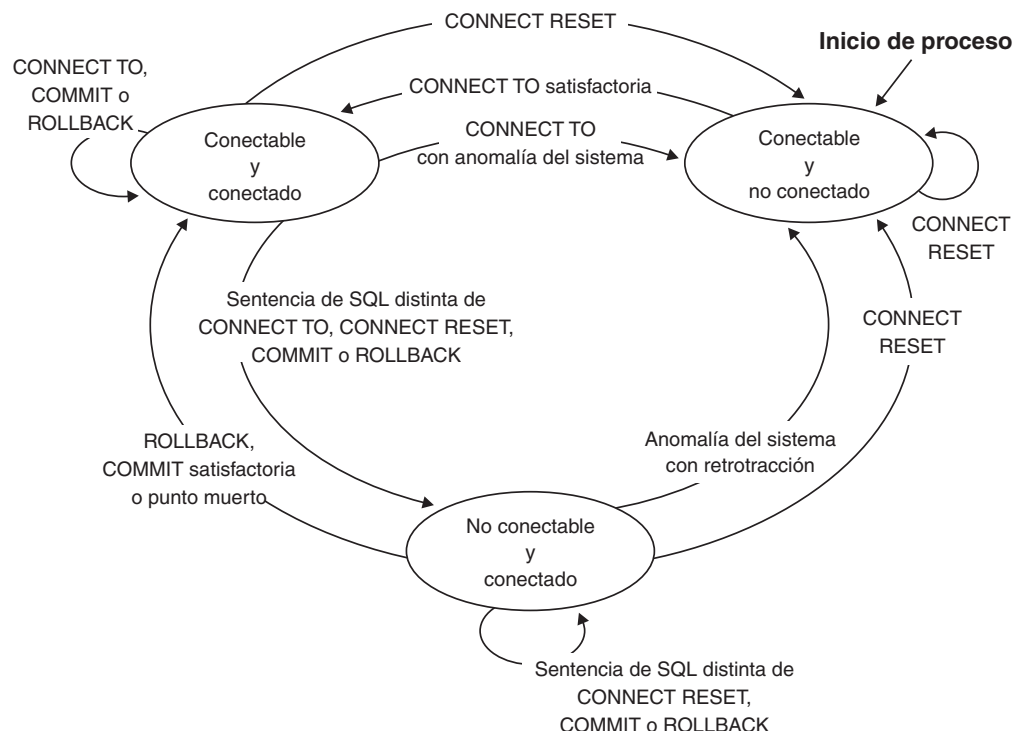 CONNECT RESET
Inicio de proceso
CONNECT TO,
COMMIT o
ROLLBACK
CONNECT TO satisfactoria
CONNECT TO
con anomalía del sistema
Conectable
y
conectado
Conectable
y
no conectado
CONNECT
RESET
Sentencia de SQL distinta de
CONNECT TO, CONNECT RESET,
COMMIT o ROLLBACK
CONNECT
RESET
ROLLBACK,
COMMIT satisfactoria
o punto muerto
Anomalía del sistema
con retrotracción
No conectable
y
conectado
Sentencia de SQL distinta de
CONNECT RESET,
COMMIT o ROLLBACK